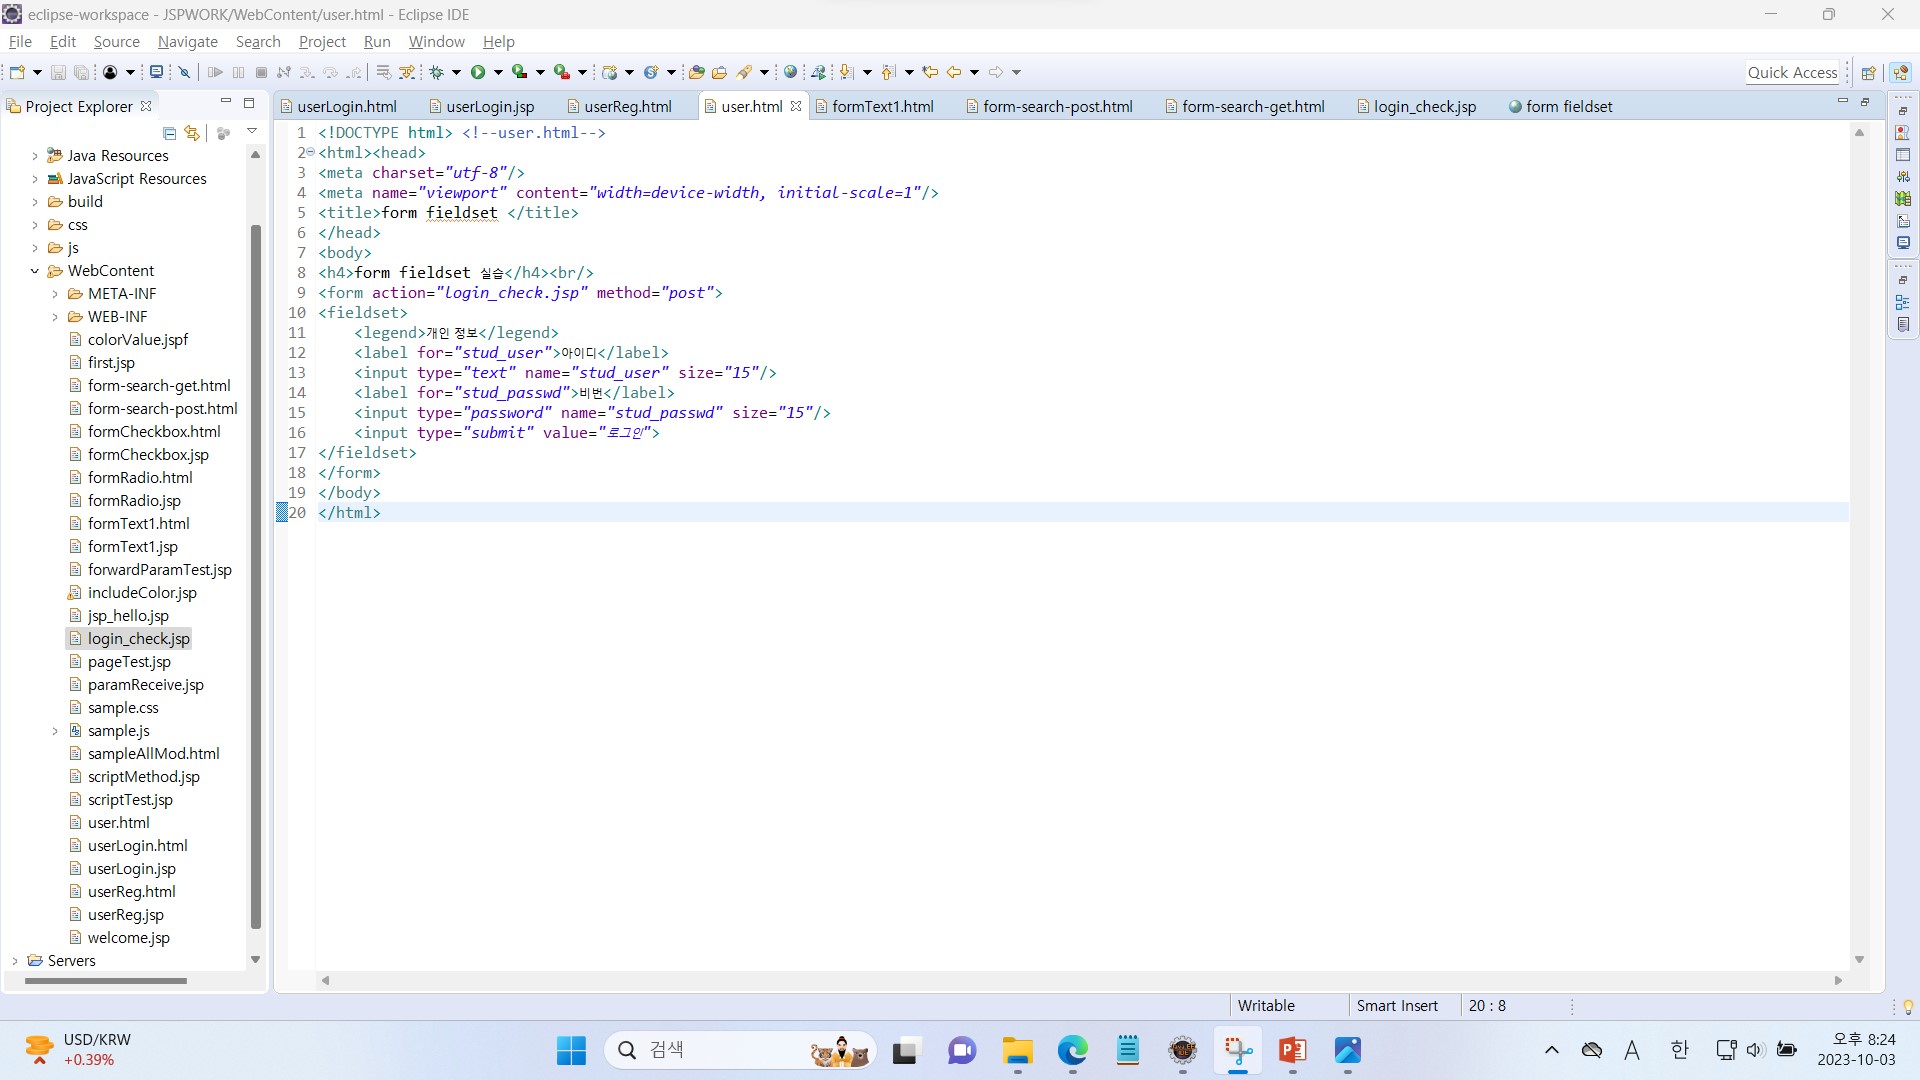 eclipse-workspace - JSPWORK/WebContent/user.html - Eclipse IDE
File Edit Source Navigate Search Project Run Window Help
Quick Access
Project Explorer
userLogin.html userLogin.jsp userReg.html user.html formText1.html form-search-post.html form-search-get.html login_check.jsp form fieldset
Java Resources
JavaScript Resources
build
css
js
WebContent
META-INF
WEB-INF
colorValue.jspf
first.jsp
form-search-get.html
form-search-post.html
formCheckbox.html
formCheckbox.jsp
formRadio.html
formRadio.jsp
formText1.html
formText1.jsp
forwardParamTest.jsp
includeColor.jsp
jsp_hello.jsp
login_check.jsp
pageTest.jsp
paramReceive.jsp
sample.css
sample.js
sampleAllMod.html
scriptMethod.jsp
scriptTest.jsp
user.html
userLogin.html
userLogin.jsp
userReg.html
userReg.jsp
welcome.jsp
Servers
1 <!DOCTYPE html> <!--user.html-->
2 <html><head>
3 <meta charset="utf-8"/>
4 <meta name="viewport" content="width=device-width, initial-scale=1"/>
5 <title>form fieldset </title>
6 </head>
7 <body>
8 <h4>form fieldset 실습</h4><br/>
9 <form action="login_check.jsp" method="post">
10 <fieldset>
11 <legend>개인 정보</legend>
12 <label for="stud_user">아이디</label>
13 <input type="text" name="stud_user" size="15"/>
14 <label for="stud_passwd">비번</label>
15 <input type="password" name="stud_passwd" size="15"/>
16 <input type="submit" value="로그인">
17 </fieldset>
18 </form>
19 </body>
20 </html>
Writable Smart Insert 20 : 8
USD/KRW
+0.39%
검색
A 한
오후 8:24
2023-10-03